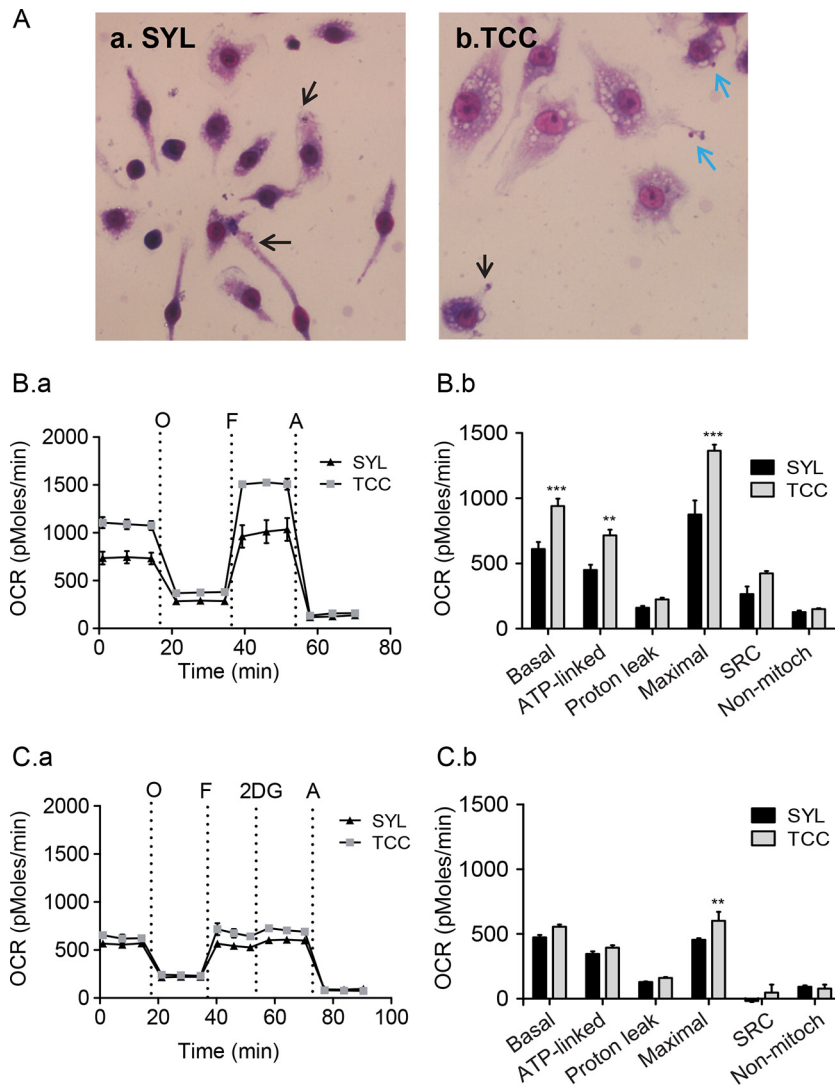 A
a. SYL
b.TCC
B.a
O F A
2000
1500
1000
500
0
OCR (pMoles/min)
SYL
TCC
0 20 40 60 80
Time (min)
B.b
1500
1000
500
0
OCR (pMoles/min)
*** ** ***
SYL
TCC
Basal
ATP-linked
Proton leak
Maximal
SRC
Non-mitoch
C.a
O F 2DG A
2000
1500
1000
500
0
OCR (pMoles/min)
SYL
TCC
0 20 40 60 80 100
Time (min)
C.b
1500
1000
500
0
OCR (pMoles/min)
**
SYL
TCC
Basal
ATP-linked
Proton leak
Maximal
SRC
Non-mitoch